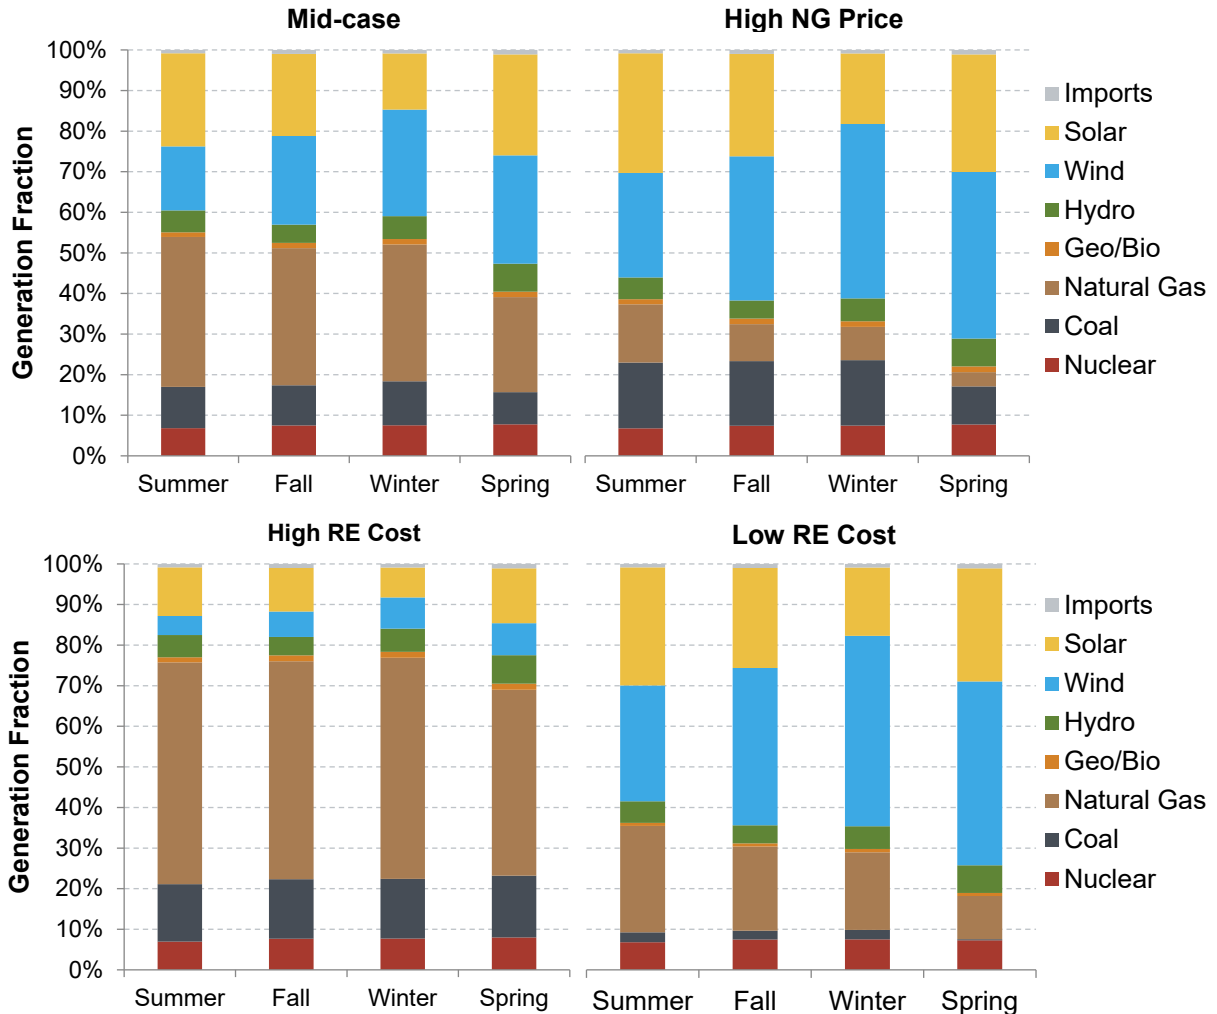 Mid-case
High NG Price
Generation Fraction
100%
90%
80%
70%
60%
50%
40%
30%
20%
10%
0%
Summer
Fall
Winter
Spring
Summer
Fall
Winter
Spring
Imports
Solar
Wind
Hydro
Geo/Bio
Natural Gas
Coal
Nuclear
High RE Cost
Low RE Cost
Generation Fraction
100%
90%
80%
70%
60%
50%
40%
30%
20%
10%
0%
Summer
Fall
Winter
Spring
Summer
Fall
Winter
Spring
Imports
Solar
Wind
Hydro
Geo/Bio
Natural Gas
Coal
Nuclear